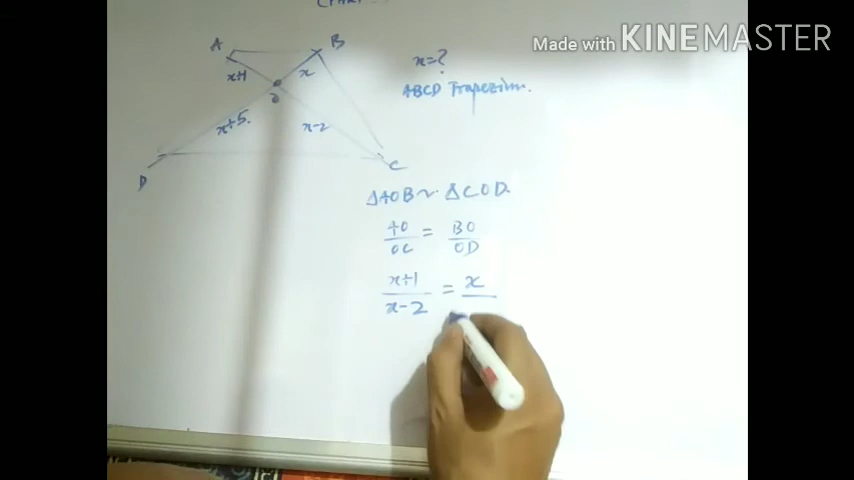 Made with KINEMASTER
A B
x+1 x
x=?
O
ABCD Trapezium.
x+5. x-2
D C
ΔAOB ~ ΔCOD.
AO/OC = BO/OD
x+1/x-2 = x/